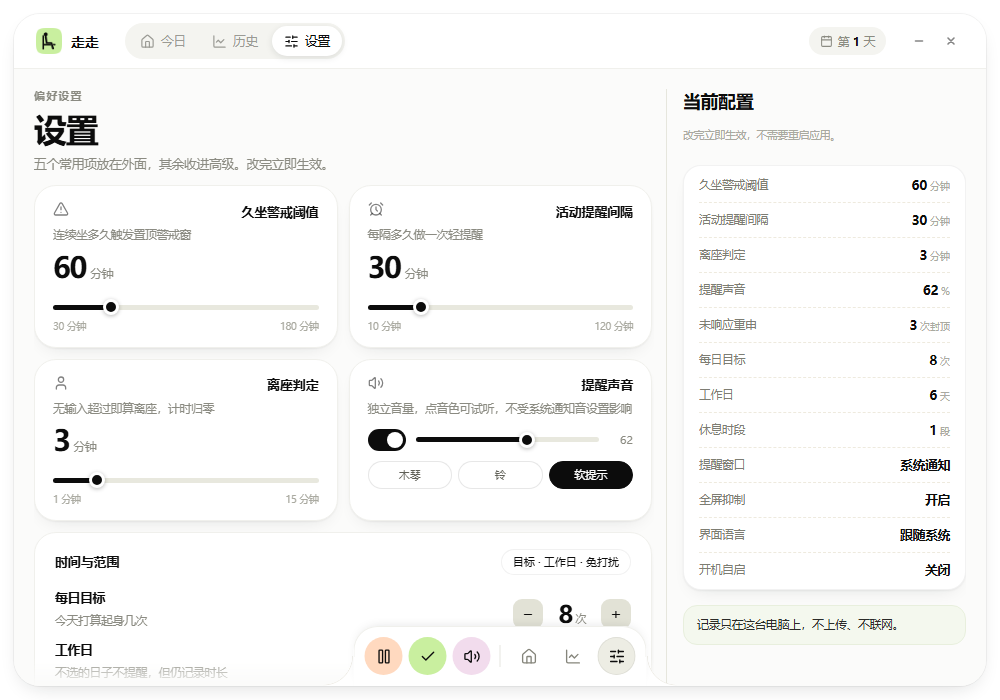 走走
今日
历史
设置
第 1 天
偏好设置
设置
五个常用项放在外面，其余收进高级。改完立即生效。
久坐警戒阈值
连续坐多久触发置顶警戒窗
60 分钟
30 分钟
180 分钟
活动提醒间隔
每隔多久做一次轻提醒
30 分钟
10 分钟
120 分钟
离座判定
无输入超过即算离座，计时归零
3 分钟
1 分钟
15 分钟
提醒声音
独立音量，点音色可试听，不受系统通知音设置影响
62
木琴
铃
软提示
时间与范围
目标 · 工作日 · 免打扰
每日目标
今天打算起身几次
− 8 次 +
工作日
不选的日子不提醒，但仍记录时长
当前配置
改完立即生效，不需要重启应用。
久坐警戒阈值 60 分钟
活动提醒间隔 30 分钟
离座判定 3 分钟
提醒声音 62 %
未响应重申 3 次封顶
每日目标 8 次
工作日 6 天
休息时段 1 段
提醒窗口 系统通知
全屏抑制 开启
界面语言 跟随系统
开机自启 关闭
记录只在这台电脑上，不上传、不联网。